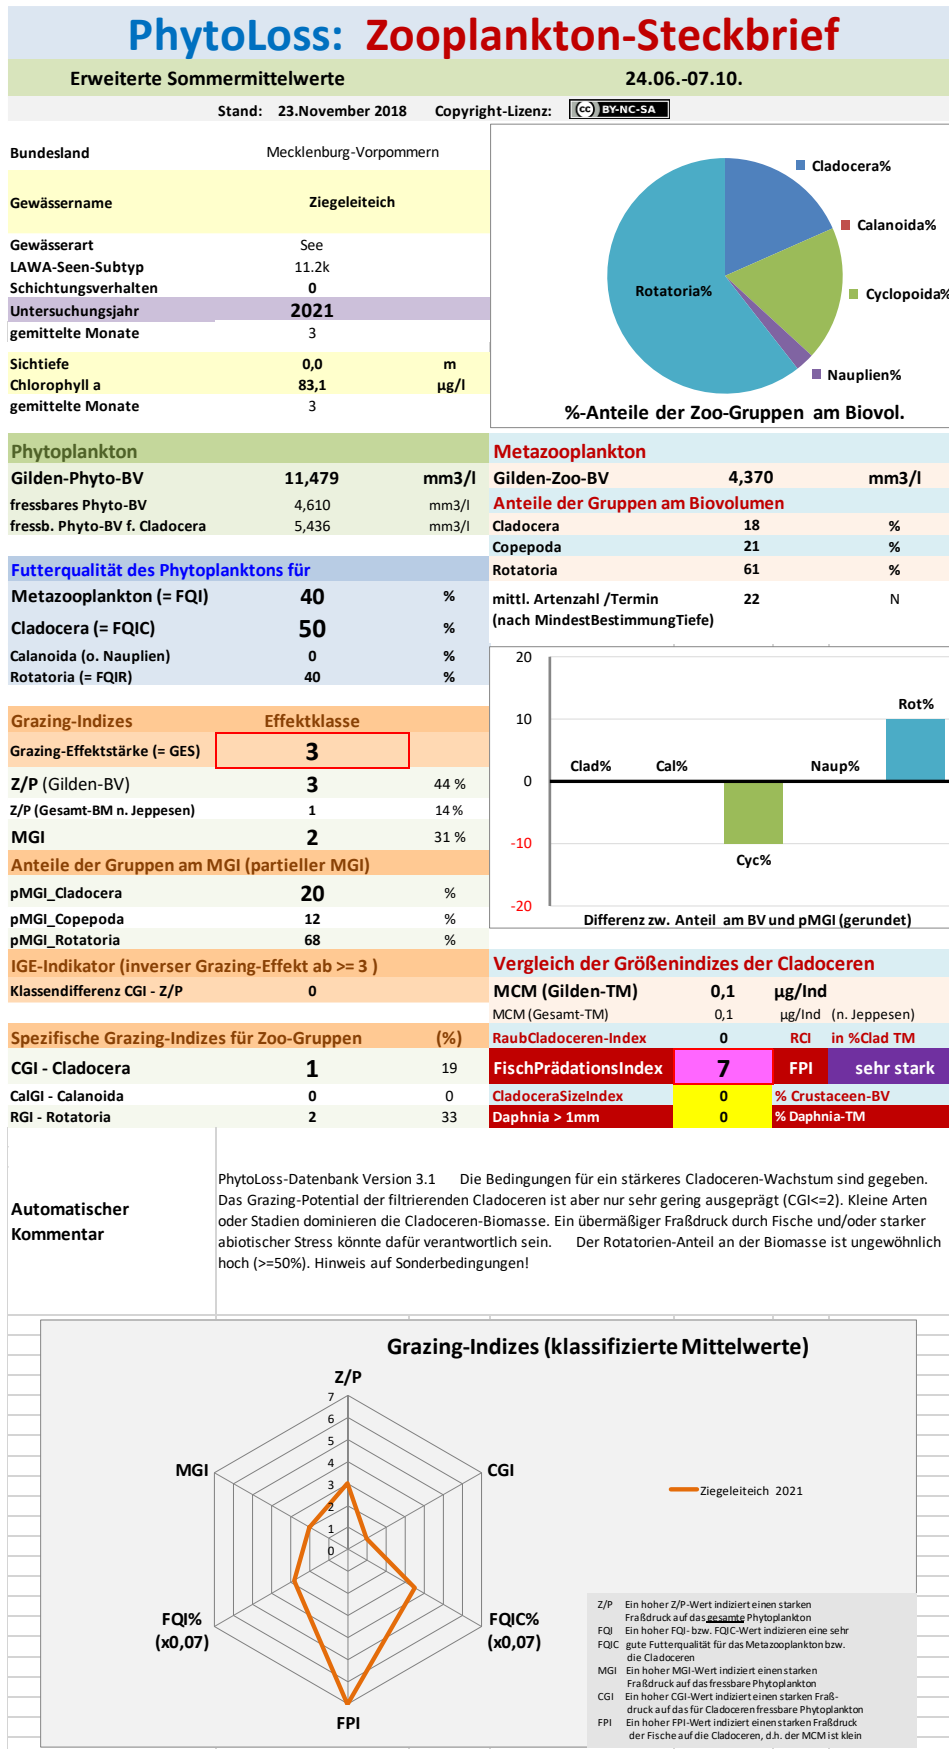 PhytoLoss: Zooplankton-Steckbrief
Erweiterte Sommermittelwerte 24.06.-07.10.
Stand: 23.November 2018 Copyright-Lizenz: cc BY-NC-SA
Bundesland Mecklenburg-Vorpommern
Gewässername Ziegeleiteich
Gewässerart See
LAWA-Seen-Subtyp 11.2k
Schichtungsverhalten 0
Untersuchungsjahr 2021
gemittelte Monate 3
Sichtiefe 0,0 m
Chlorophyll a 83,1 µg/l
gemittelte Monate 3
Cladocera%
Calanoida%
Rotatoria%
Cyclopoida%
Nauplien%
%-Anteile der Zoo-Gruppen am Biovol.
Phytoplankton
Gilden-Phyto-BV 11,479 mm3/l
fressbares Phyto-BV 4,610 mm3/l
fressb. Phyto-BV f. Cladocera 5,436 mm3/l
Metazooplankton
Gilden-Zoo-BV 4,370 mm3/l
Anteile der Gruppen am Biovolumen
Cladocera 18 %
Copepoda 21 %
Rotatoria 61 %
mittl. Artenzahl /Termin 22 N
(nach MindestBestimmungTiefe)
Futterqualität des Phytoplanktons für
Metazooplankton (= FQI) 40 %
Cladocera (= FQIC) 50 %
Calanoida (o. Nauplien) 0 %
Rotatoria (= FQIR) 40 %
20
10
0
-10
-20
Clad%
Cal%
Cyc%
Naup%
Rot%
Differenz zw. Anteil am BV und pMGI (gerundet)
Grazing-Indizes Effektklasse
Grazing-Effektstärke (= GES) 3
Z/P (Gilden-BV) 3 44 %
Z/P (Gesamt-BM n. Jeppesen) 1 14 %
MGI 2 31 %
Anteile der Gruppen am MGI (partieller MGI)
pMGI_Cladocera 20 %
pMGI_Copepoda 12 %
pMGI_Rotatoria 68 %
IGE-Indikator (inverser Grazing-Effekt ab >= 3 )
Klassendifferenz CGI - Z/P 0
Spezifische Grazing-Indizes für Zoo-Gruppen (%)
CGI - Cladocera 1 19
CalGI - Calanoida 0 0
RGI - Rotatoria 2 33
Vergleich der Größenindizes der Cladoceren
MCM (Gilden-TM) 0,1 µg/Ind
MCM (Gesamt-TM) 0,1 µg/Ind (n. Jeppesen)
RaubCladoceren-Index 0 RCI in %Clad TM
FischPrädationsIndex 7 FPI sehr stark
CladoceraSizeIndex 0 % Crustaceen-BV
Daphnia > 1mm 0 % Daphnia-TM
Automatischer
Kommentar
PhytoLoss-Datenbank Version 3.1 Die Bedingungen für ein stärkeres Cladoceren-Wachstum sind gegeben.
Das Grazing-Potential der filtrierenden Cladoceren ist aber nur sehr gering ausgeprägt (CGI<=2). Kleine Arten
oder Stadien dominieren die Cladoceren-Biomasse. Ein übermäßiger Fraßdruck durch Fische und/oder starker
abiotischer Stress könnte dafür verantwortlich sein. Der Rotatorien-Anteil an der Biomasse ist ungewöhnlich
hoch (>=50%). Hinweis auf Sonderbedingungen!
Grazing-Indizes (klassifizierte Mittelwerte)
Z/P
7
6
5
4
3
2
1
0
MGI
CGI
FQI%
(x0,07)
FQIC%
(x0,07)
FPI
Ziegeleiteich 2021
Z/P Ein hoher Z/P-Wert indiziert einen starken
Fraßdruck auf das gesamte Phytoplankton
FQI Ein hoher FQI- bzw. FQIC-Wert indizieren eine sehr
FQIC gute Futterqualität für das Metazooplankton bzw.
die Cladoceren
MGI Ein hoher MGI-Wert indiziert einen starken
Fraßdruck auf das fressbare Phytoplankton
CGI Ein hoher CGI-Wert indiziert einen starken Fraß-
druck auf das für Cladoceren fressbare Phytoplankton
FPI Ein hoher FPI-Wert indiziert einen starken Fraßdruck
der Fische auf die Cladoceren, d.h. der MCM ist klein